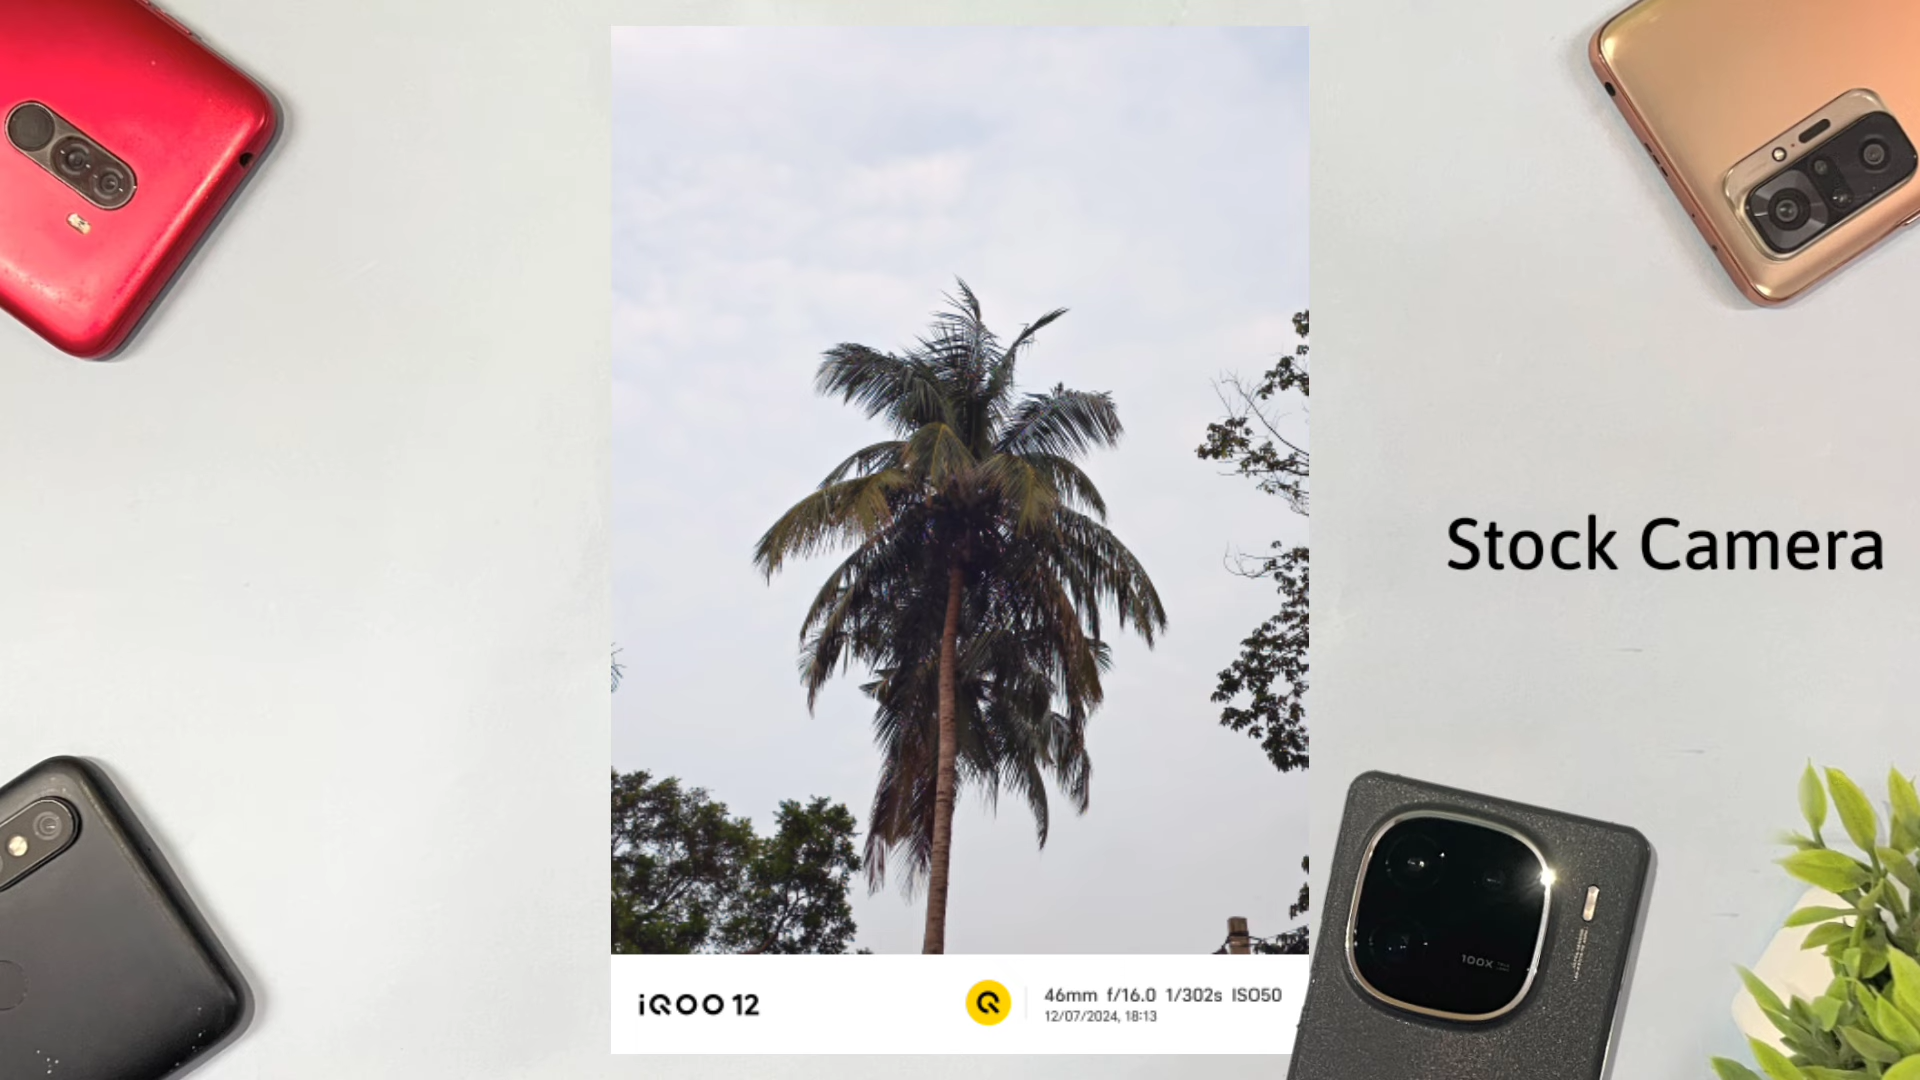 Stock Camera
iQOO 12
46mm f/16.0 1/302s ISO50
12/07/2024, 18:13
100X